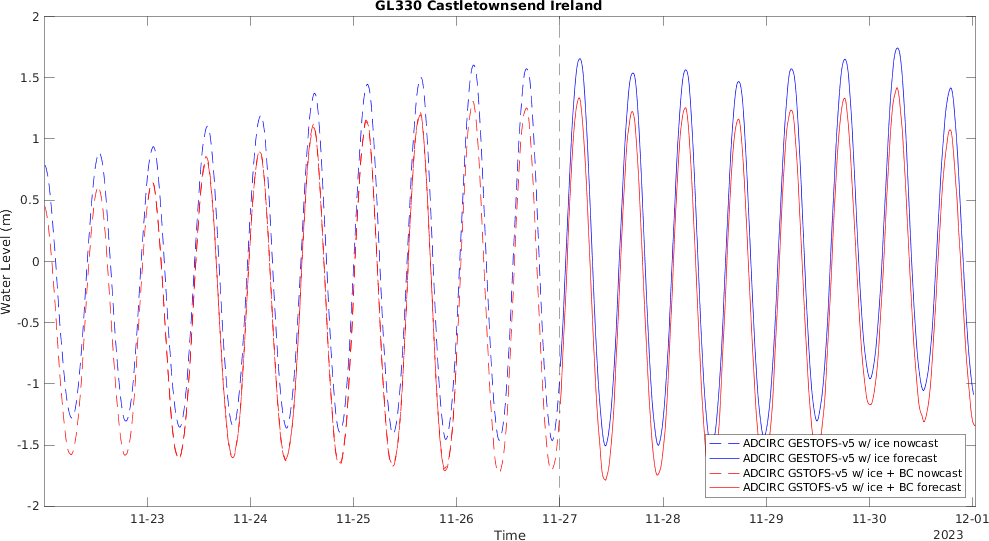 GL330 Castletownsend Ireland
2
1.5
1
0.5
0
-0.5
-1
-1.5
-2
Water Level (m)
ADCIRC GESTOFS-v5 w/ ice nowcast
ADCIRC GESTOFS-v5 w/ ice forecast
ADCIRC GSTOFS-v5 w/ ice + BC nowcast
ADCIRC GSTOFS-v5 w/ ice + BC forecast
11-23
11-24
11-25
11-26
11-27
11-28
11-29
11-30
12-01
Time
2023